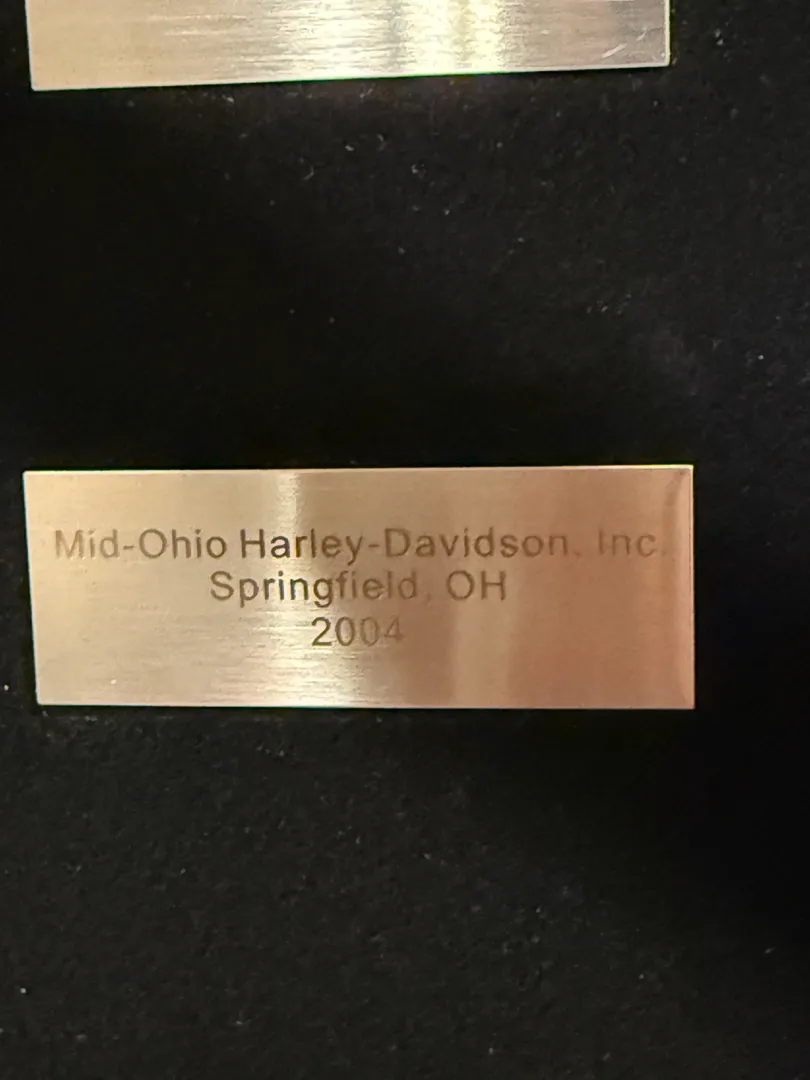 Mid-Ohio Harley-Davidson, Inc.
Springfield, OH
2004